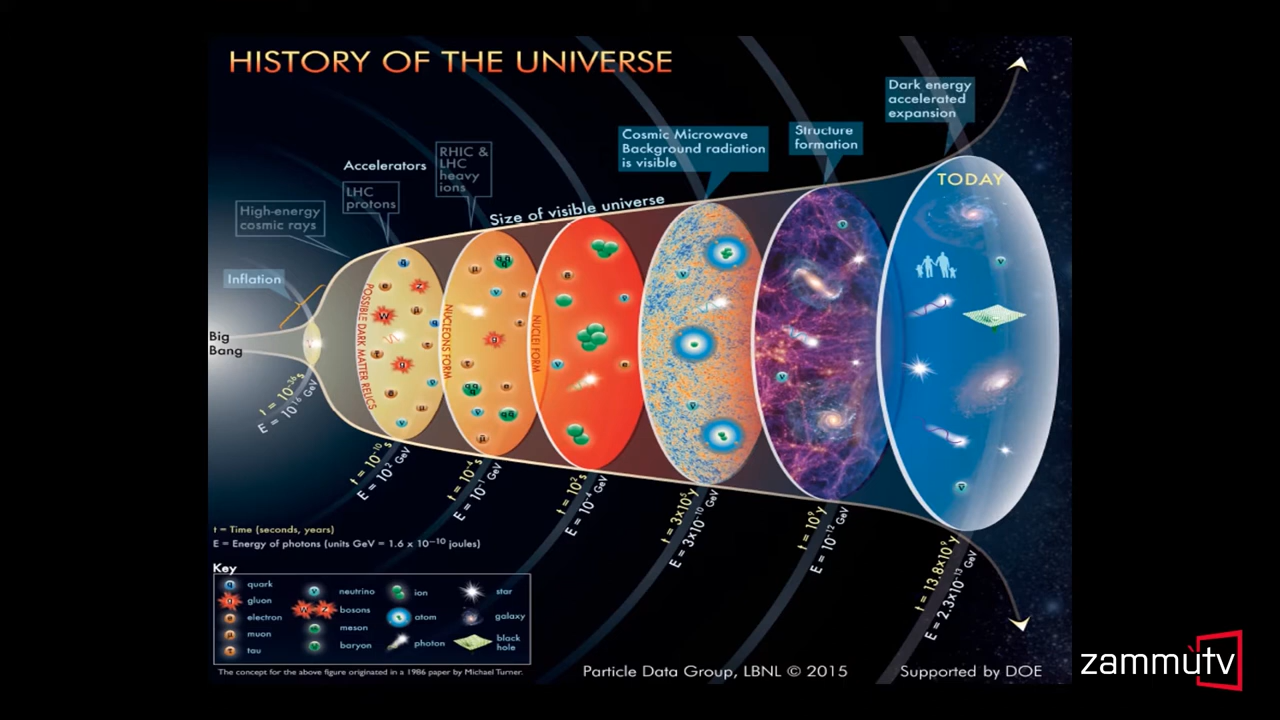 HISTORY OF THE UNIVERSE
Dark energy
accelerated
expansion
Structure
formation
Cosmic Microwave
Background radiation
is visible
Accelerators
RHIC &
LHC
heavy
ions
LHC
protons
High-energy
cosmic rays
Inflation
Size of visible universe
TODAY
Big
Bang
POSSIBLE DARK MATTER RELICS
NUCLEONS FORM
NUCLEI FORM
t = 10⁻³⁶ s
E = 10¹⁶ GeV
t = 10⁻¹⁰ s
E = 10² GeV
t = 10⁻⁴ s
E = 10⁻¹ GeV
t = 10² s
E = 10⁻⁴ GeV
t = 3x10⁵ y
E = 3x10⁻¹⁰ GeV
t = 10⁹ y
E = 10⁻¹² GeV
t = 13.8x10⁹ y
E = 2.3x10⁻¹³ GeV
t = Time (seconds, years)
E = Energy of photons (units GeV = 1.6 x 10⁻¹⁰ joules)
Key
quark
gluon
electron
muon
tau
neutrino
bosons
meson
baryon
ion
atom
photon
star
galaxy
black
hole
The concept for the above figure originated in a 1986 paper by Michael Turner.
Particle Data Group, LBNL © 2015
Supported by DOE
zammùtv